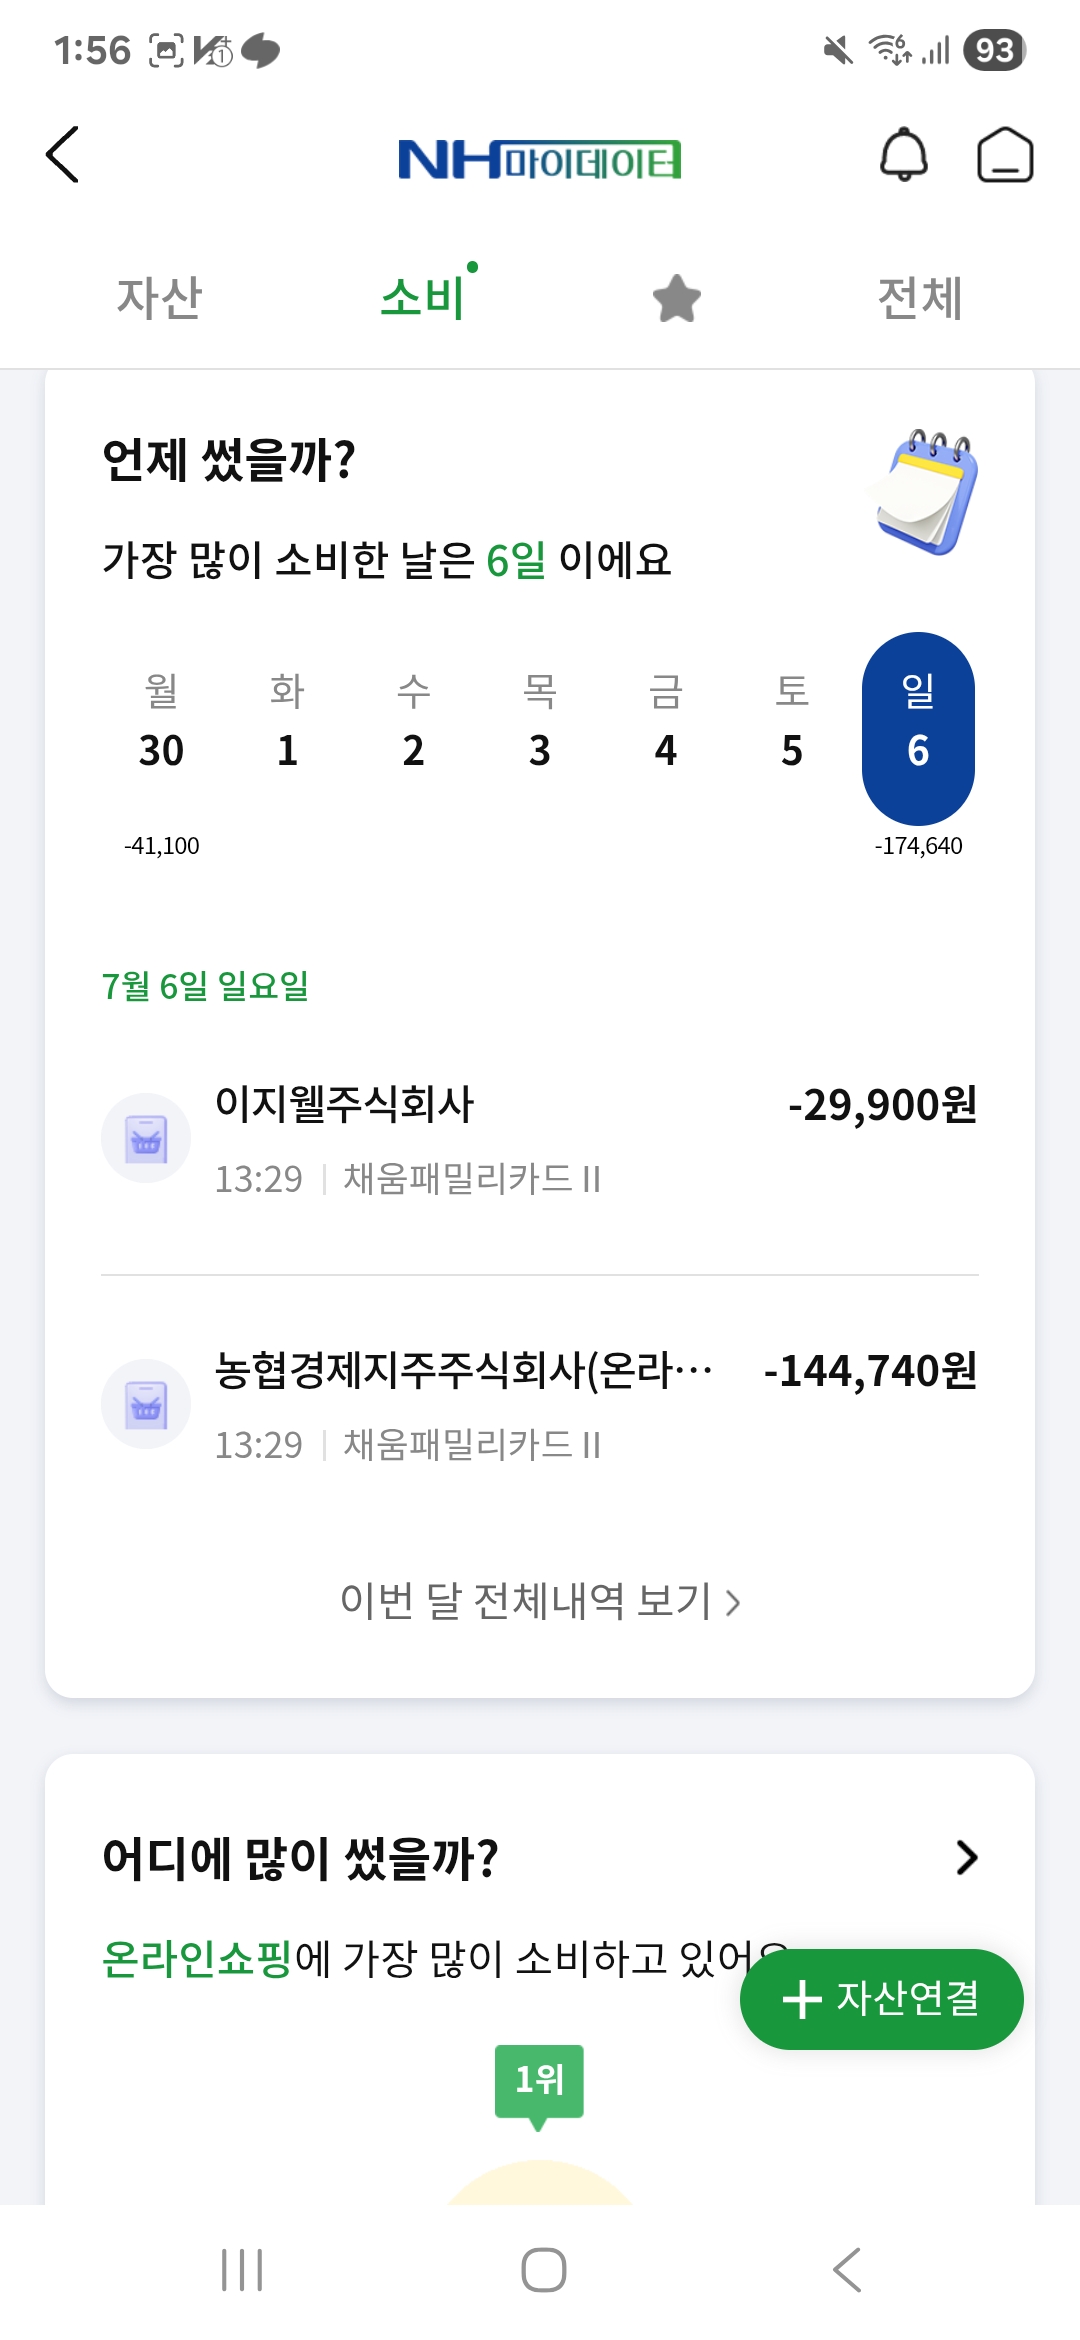 1:56
93
NH마이데이터
자산 소비 전체
언제 썼을까?
가장 많이 소비한 날은 6일 이에요
월 화 수 목 금 토 일
30 1 2 3 4 5 6
-41,100 -174,640
7월 6일 일요일
이지웰주식회사 -29,900원
13:29 | 채움패밀리카드Ⅱ
농협경제지주주식회사(온라… -144,740원
13:29 | 채움패밀리카드Ⅱ
이번 달 전체내역 보기 >
어디에 많이 썼을까?
온라인쇼핑에 가장 많이 소비하고 있어요
+ 자산연결
1위